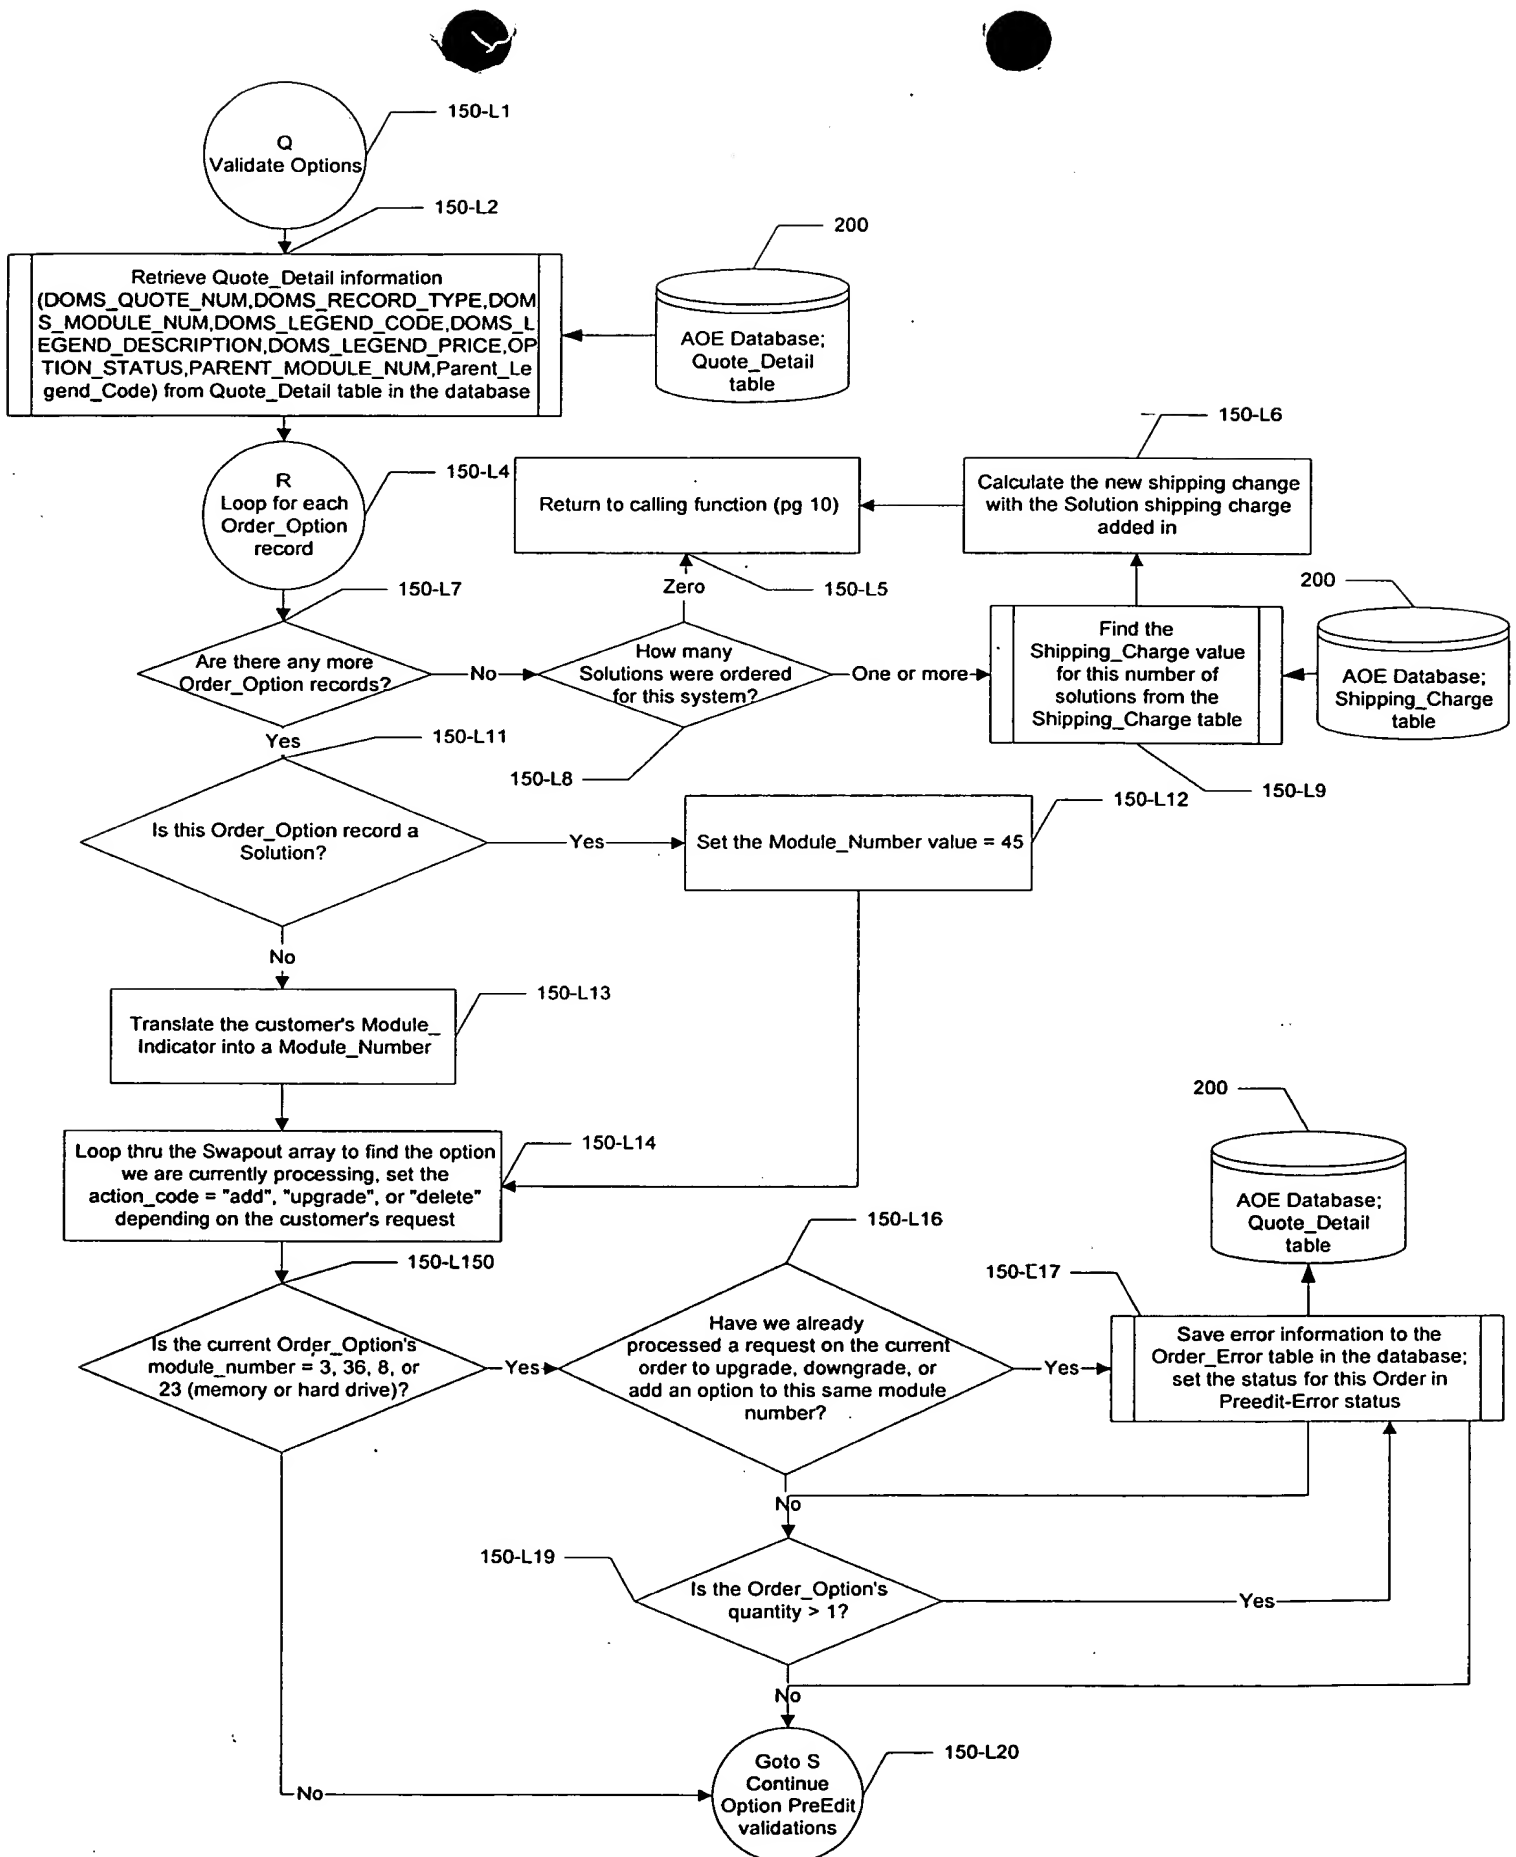 150-L1
Q
Validate Options
150-L2
200
Retrieve Quote_Detail information
(DOMS_QUOTE_NUM,DOMS_RECORD_TYPE,DOM
S_MODULE_NUM,DOMS_LEGEND_CODE,DOMS_L
EGEND_DESCRIPTION,DOMS_LEGEND_PRICE,OP
TION_STATUS,PARENT_MODULE_NUM,Parent_Le
gend_Code) from Quote_Detail table in the database
AOE Database;
Quote_Detail
table
150-L4
R
Loop for each
Order_Option
record
Return to calling function (pg 10)
150-L6
Calculate the new shipping change
with the Solution shipping charge
added in
150-L7
Zero
150-L5
200
Are there any more
Order_Option records?
No
How many
Solutions were ordered
for this system?
One or more
Find the
Shipping_Charge value
for this number of
solutions from the
Shipping_Charge table
AOE Database;
Shipping_Charge
table
Yes
150-L11
150-L8
150-L9
150-L12
Is this Order_Option record a
Solution?
Yes
Set the Module_Number value = 45
No
150-L13
Translate the customer's Module_
Indicator into a Module_Number
150-L14
Loop thru the Swapout array to find the option
we are currently processing, set the
action_code = "add", "upgrade", or "delete"
depending on the customer's request
200
AOE Database;
Quote_Detail
table
150-L150
150-L16
150-L17
Is the current Order_Option's
module_number = 3, 36, 8, or
23 (memory or hard drive)?
Yes
Have we already
processed a request on the current
order to upgrade, downgrade, or
add an option to this same module
number?
Yes
Save error information to the
Order_Error table in the database;
set the status for this Order in
Preedit-Error status
No
150-L19
Is the Order_Option's
quantity > 1?
Yes
No
150-L20
No
Goto S
Continue
Option PreEdit
validations